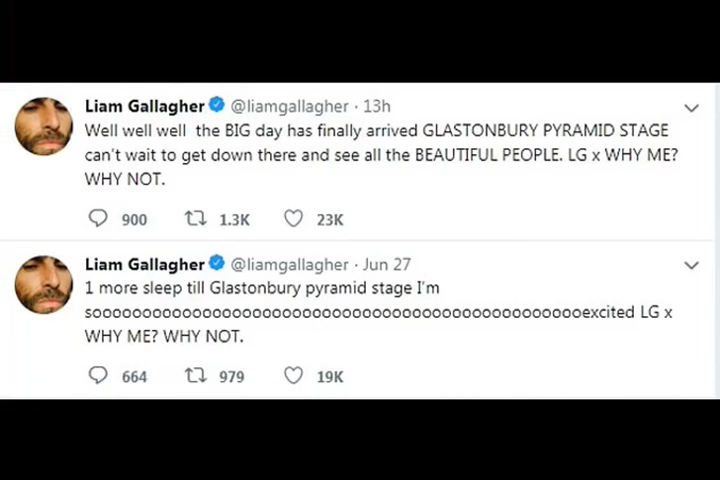 Liam Gallagher @liamgallagher · 13h
Well well well  the BIG day has finally arrived GLASTONBURY PYRAMID STAGE
can't wait to get down there and see all the BEAUTIFUL PEOPLE. LG x WHY ME?
WHY NOT.
900 1.3K 23K
Liam Gallagher @liamgallagher · Jun 27
1 more sleep till Glastonbury pyramid stage I'm
soooooooooooooooooooooooooooooooooooooooooooooooooexcited LG x
WHY ME? WHY NOT.
664 979 19K